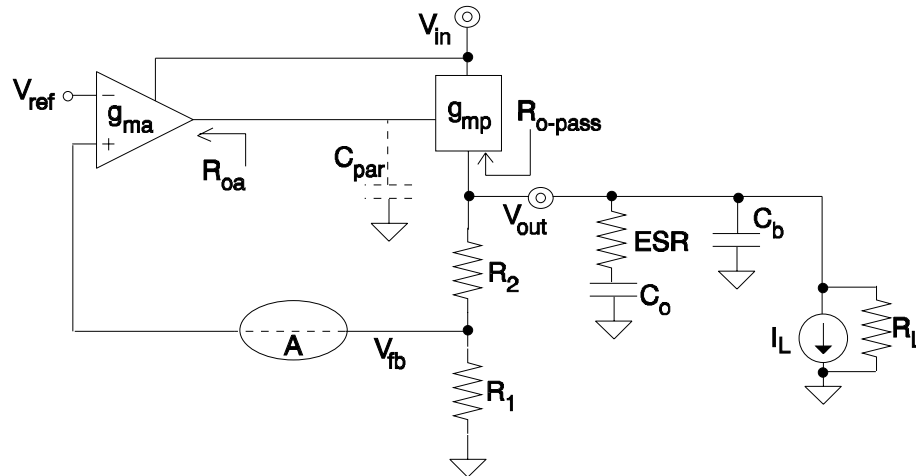 V_in
V_ref
−
g_ma
+
g_mp
R_o-pass
R_oa
C_par
V_out
ESR
C_b
R_2
C_o
I_L
R_L
A
V_fb
R_1